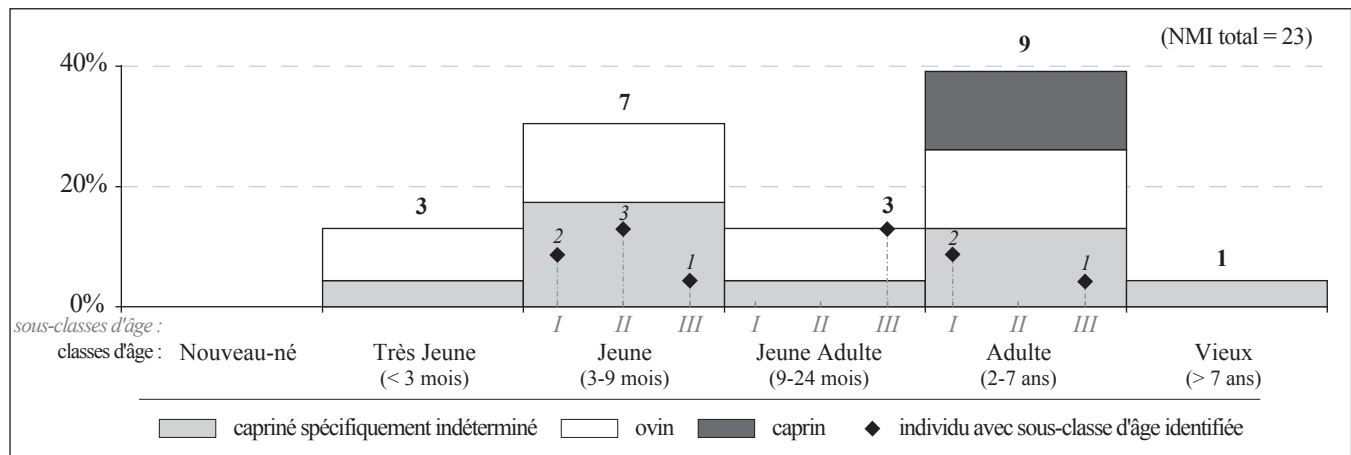 (NMI total = 23)
9
40%
7
20%
3
3
3
2
2
1
1
1
0%
sous-classes d'âge :
I II III I II III I II III
classes d'âge : Nouveau-né Très Jeune Jeune Jeune Adulte Adulte Vieux
(< 3 mois) (3-9 mois) (9-24 mois) (2-7 ans) (> 7 ans)
capriné spécifiquement indéterminé ovin caprin individu avec sous-classe d'âge identifiée